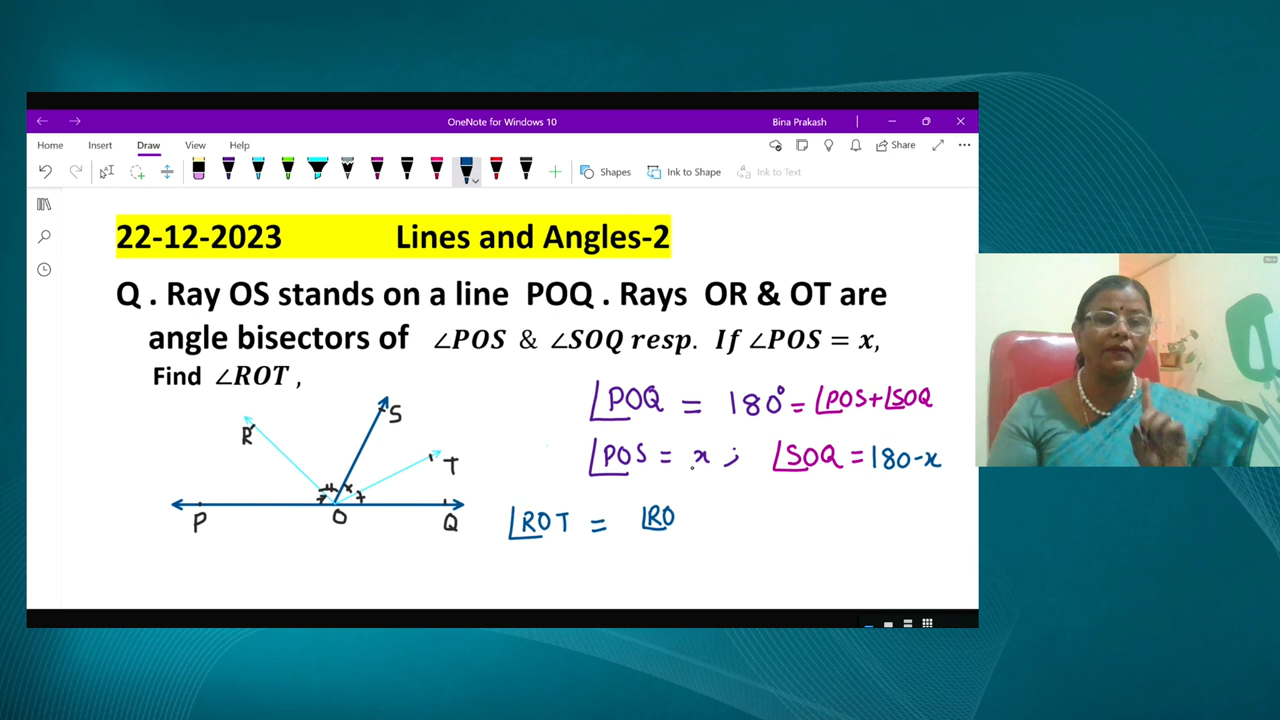 OneNote for Windows 10
Bina Prakash
Home Insert Draw View Help
Share
Shapes Ink to Shape Ink to Text
22-12-2023 Lines and Angles-2
Q . Ray OS stands on a line POQ . Rays OR & OT are
angle bisectors of ∠POS & ∠SOQ resp. If ∠POS = x,
Find ∠ROT ,
∠POQ = 180° = ∠POS+∠SOQ
∠POS = x ; ∠SOQ = 180-x
∠ROT = ∠RO
R
S
T
P
O
Q